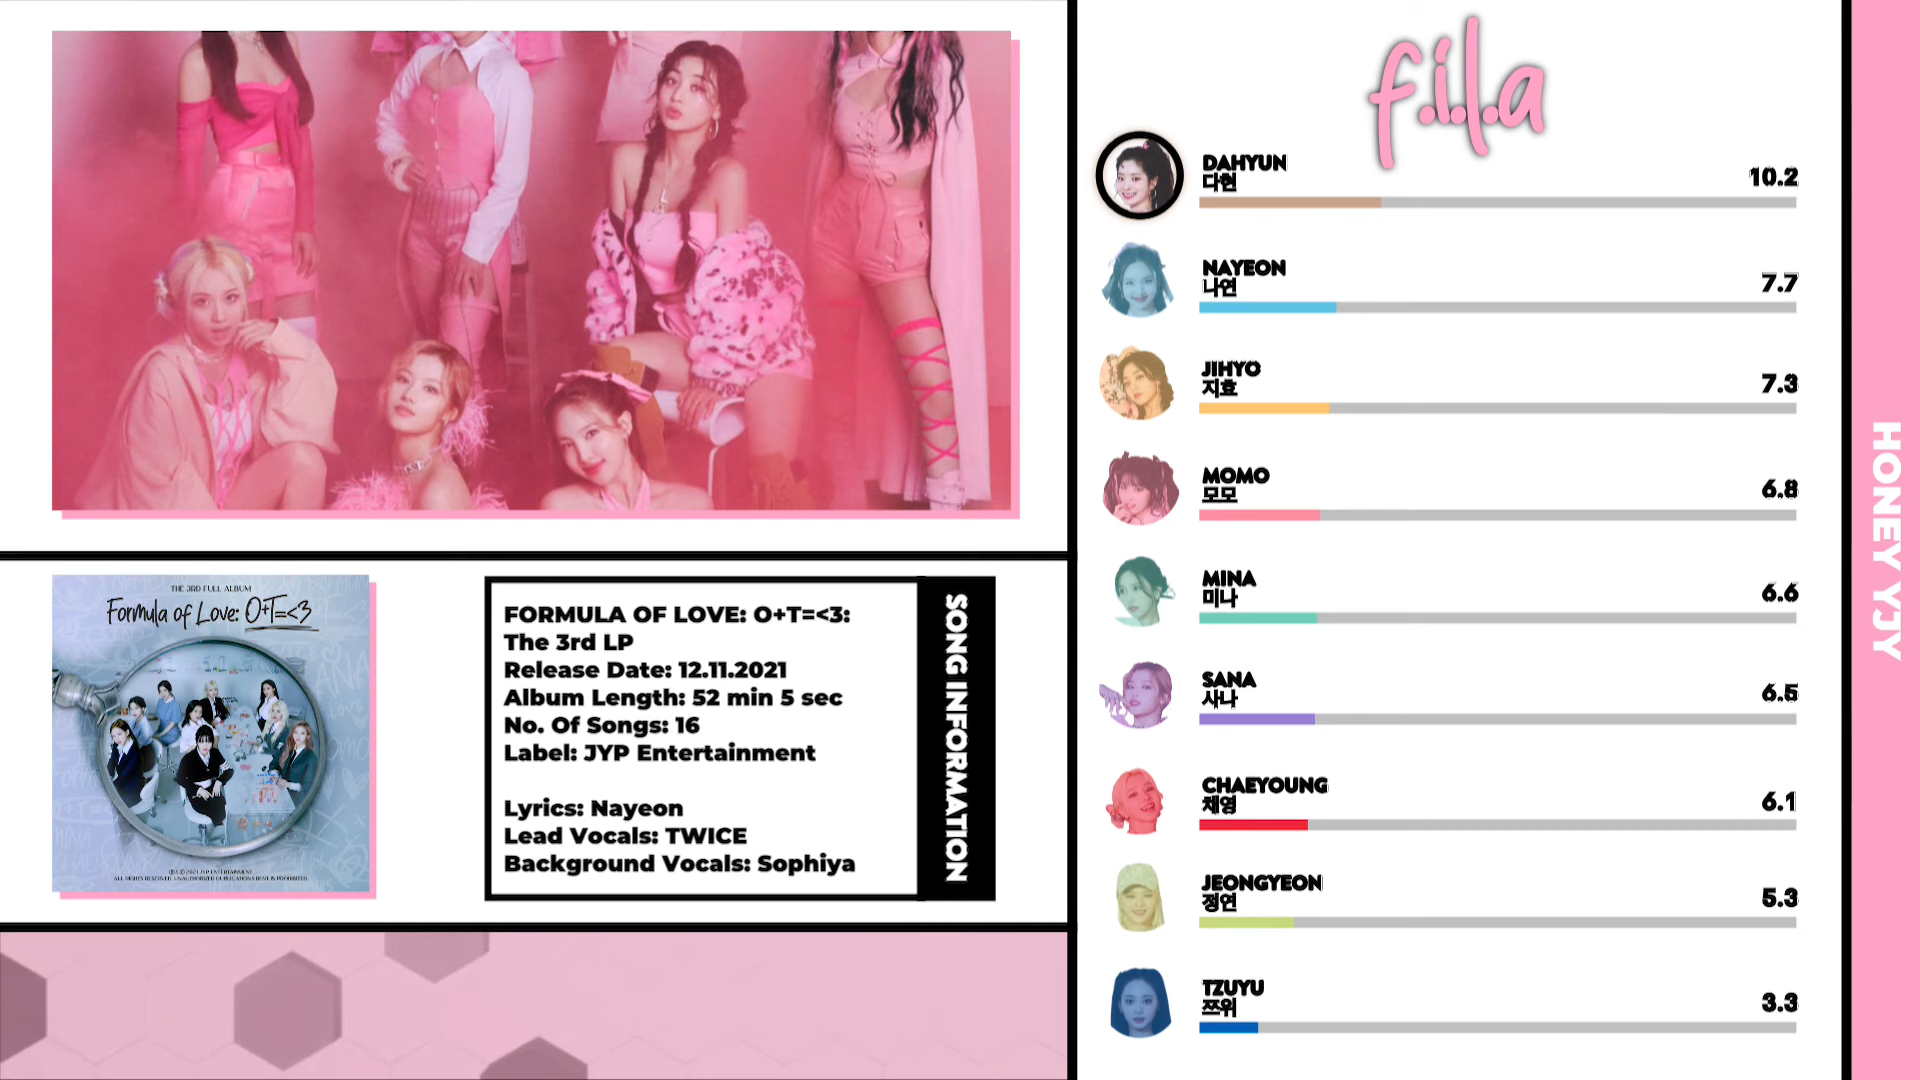 f.i.l.a
DAHYUN
다현
10.2
NAYEON
나연
7.7
JIHYO
지효
7.3
MOMO
모모
6.8
MINA
미나
6.6
SANA
사나
6.5
CHAEYOUNG
채영
6.1
JEONGYEON
정연
5.3
TZUYU
쯔위
3.3
HONEY YJY
THE 3RD FULL ALBUM
Formula of Love: O+T=<3
FORMULA OF LOVE: O+T=<3:
The 3rd LP
Release Date: 12.11.2021
Album Length: 52 min 5 sec
No. Of Songs: 16
Label: JYP Entertainment
Lyrics: Nayeon
Lead Vocals: TWICE
Background Vocals: Sophiya
SONG INFORMATION